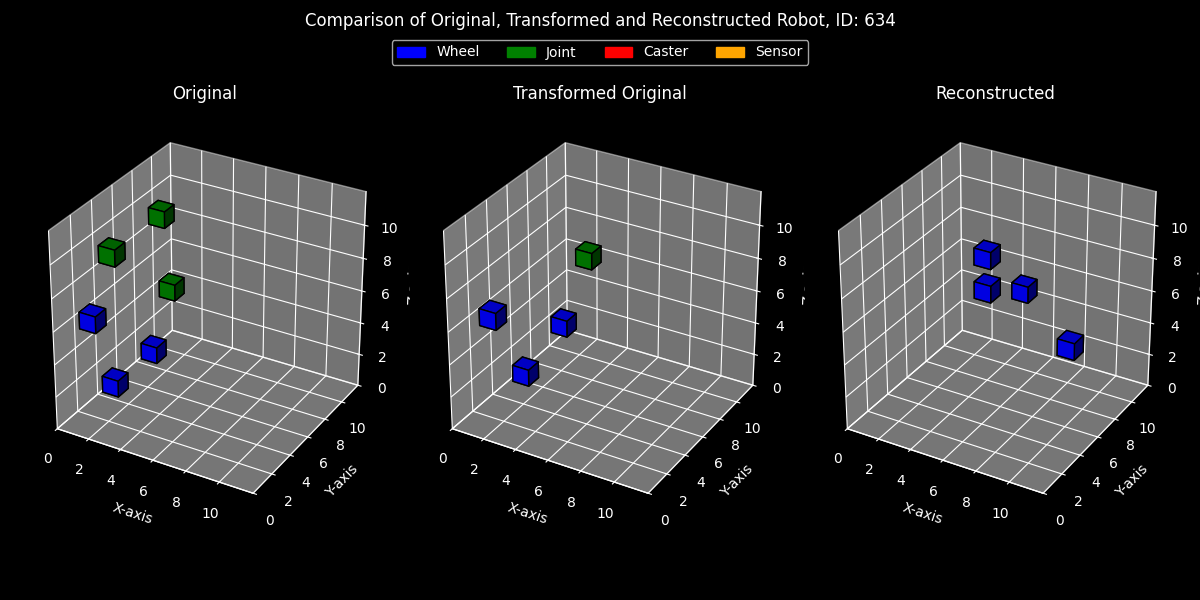 Comparison of Original, Transformed and Reconstructed Robot, ID: 634
Wheel Joint Caster Sensor
Original Transformed Original Reconstructed
10 10 10
8 8 8
6 6 6
4 4 4
2 2 2
0 0 0
0 2 4 6 8 10 0 2 4 6 8 10 0 2 4 6 8 10
0 2 4 6 8 10 0 2 4 6 8 10 0 2 4 6 8 10
X-axis Y-axis X-axis Y-axis X-axis Y-axis